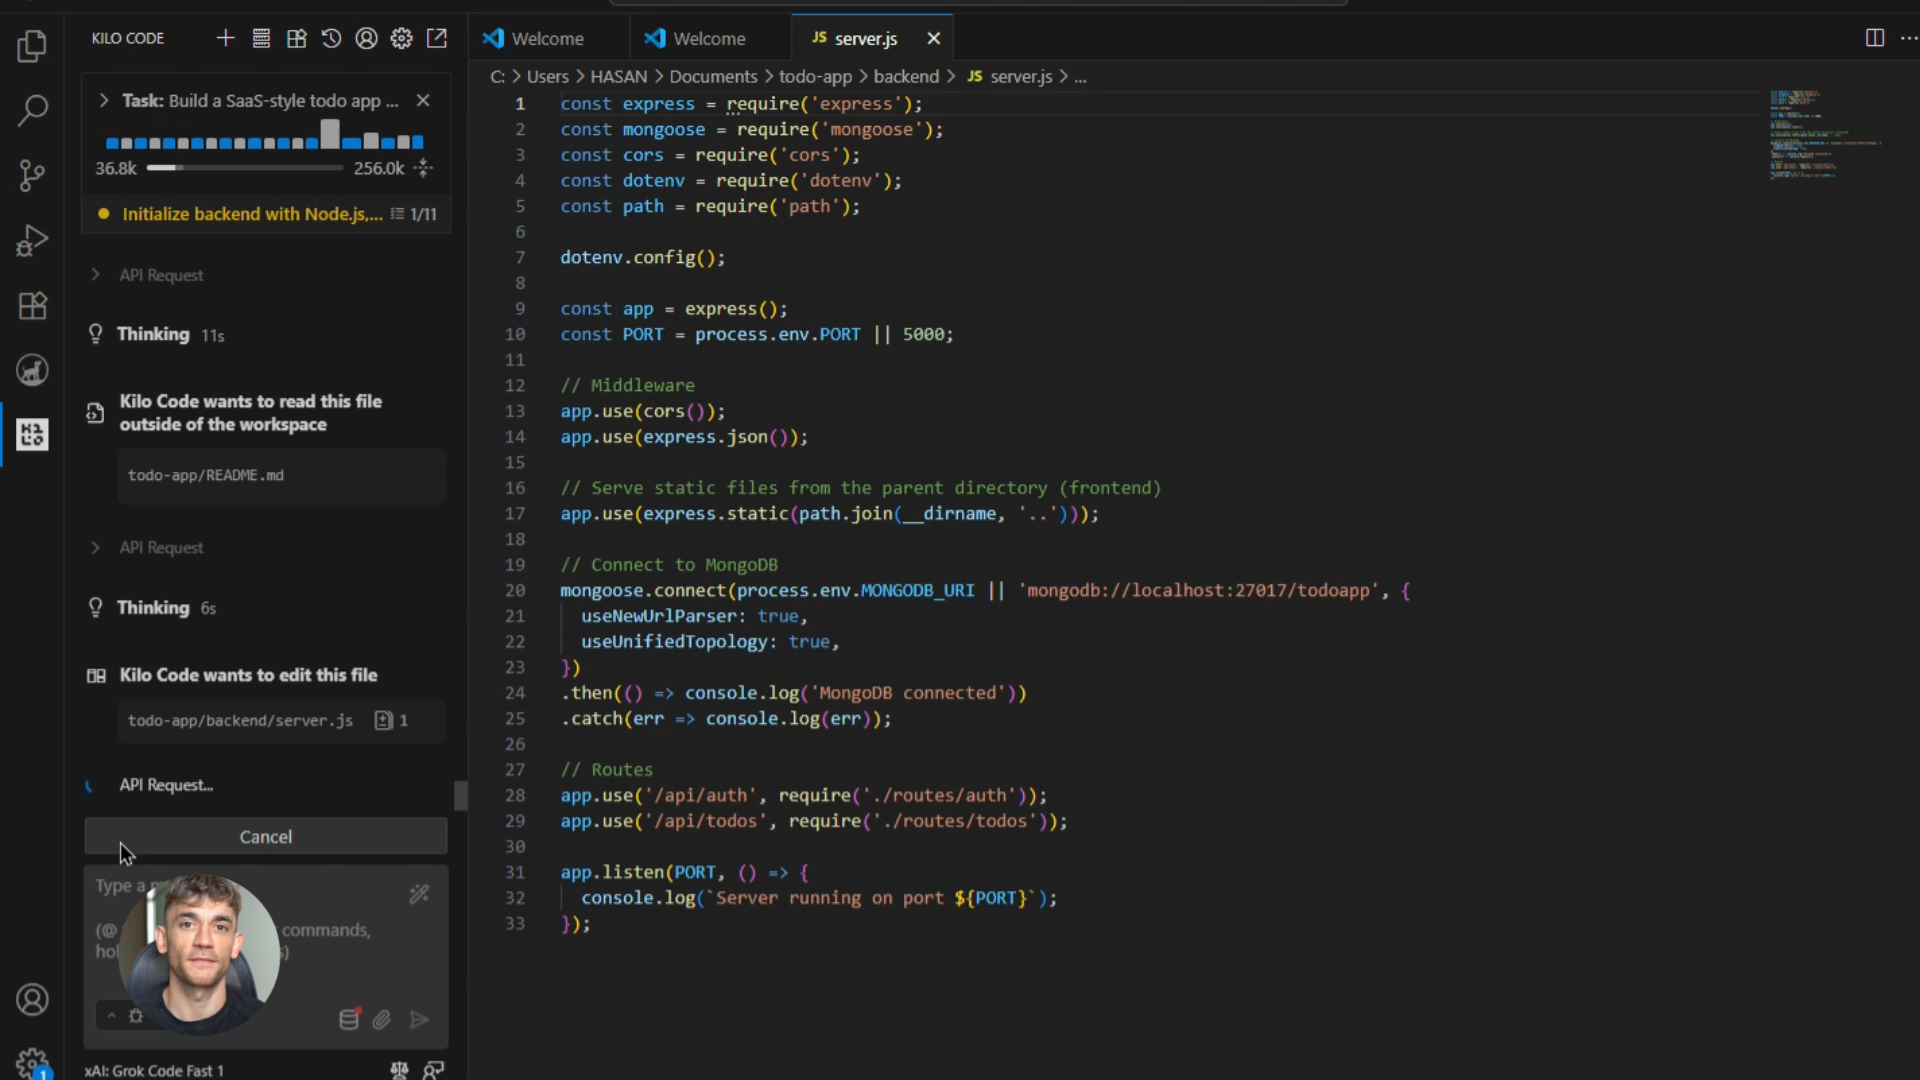 KILO CODE
Task: Build a SaaS-style todo app ...
36.8k 256.0k
Initialize backend with Node.js,... 1/11
API Request
Thinking 11s
Kilo Code wants to read this file
outside of the workspace
todo-app/README.md
API Request
Thinking 6s
Kilo Code wants to edit this file
todo-app/backend/server.js 1
API Request...
Cancel
Type a
(@ commands,
hol s)
xAI: Grok Code Fast 1
1
Welcome
Welcome
JS server.js
C: > Users > HASAN > Documents > todo-app > backend > JS server.js > ...
1 const express = require('express');
2 const mongoose = require('mongoose');
3 const cors = require('cors');
4 const dotenv = require('dotenv');
5 const path = require('path');
6
7 dotenv.config();
8
9 const app = express();
10 const PORT = process.env.PORT || 5000;
11
12 // Middleware
13 app.use(cors());
14 app.use(express.json());
15
16 // Serve static files from the parent directory (frontend)
17 app.use(express.static(path.join(__dirname, '..')));
18
19 // Connect to MongoDB
20 mongoose.connect(process.env.MONGODB_URI || 'mongodb://localhost:27017/todoapp', {
21 useNewUrlParser: true,
22 useUnifiedTopology: true,
23 })
24 .then(() => console.log('MongoDB connected'))
25 .catch(err => console.log(err));
26
27 // Routes
28 app.use('/api/auth', require('./routes/auth'));
29 app.use('/api/todos', require('./routes/todos'));
30
31 app.listen(PORT, () => {
32 console.log(`Server running on port ${PORT}`);
33 });